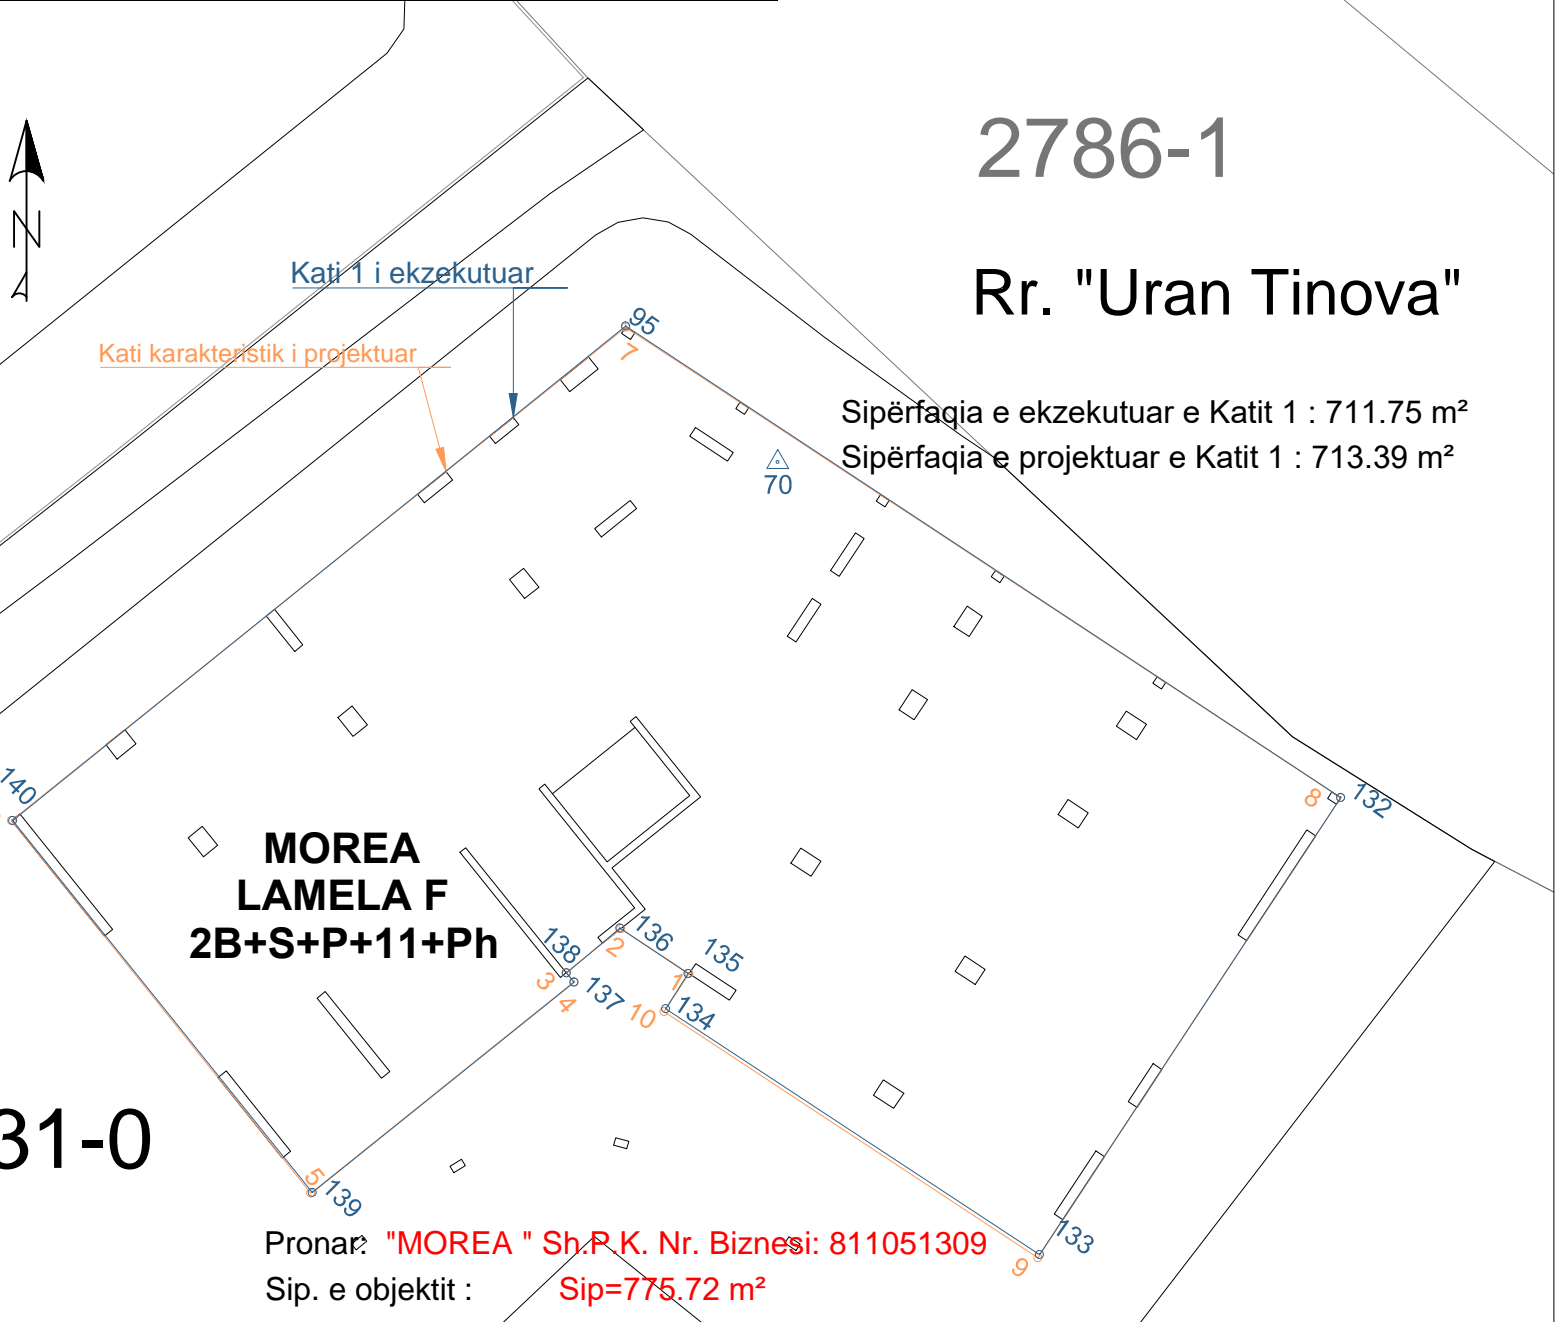 2786-1
N
Rr. "Uran Tinova"
Kati 1 i ekzekutuar
Kati karakteristik i projektuar
95
7
Sipërfaqia e ekzekutuar e Katit 1 : 711.75 m²
Sipërfaqia e projektuar e Katit 1 : 713.39 m²
70
140
8
132
MOREA
LAMELA F
2B+S+P+11+Ph
138
2
136
135
3
4
137
1
10
134
31-0
5
139
133
9
Pronar: "MOREA " Sh.P.K. Nr. Biznesi: 811051309
Sip. e objektit : Sip=775.72 m²